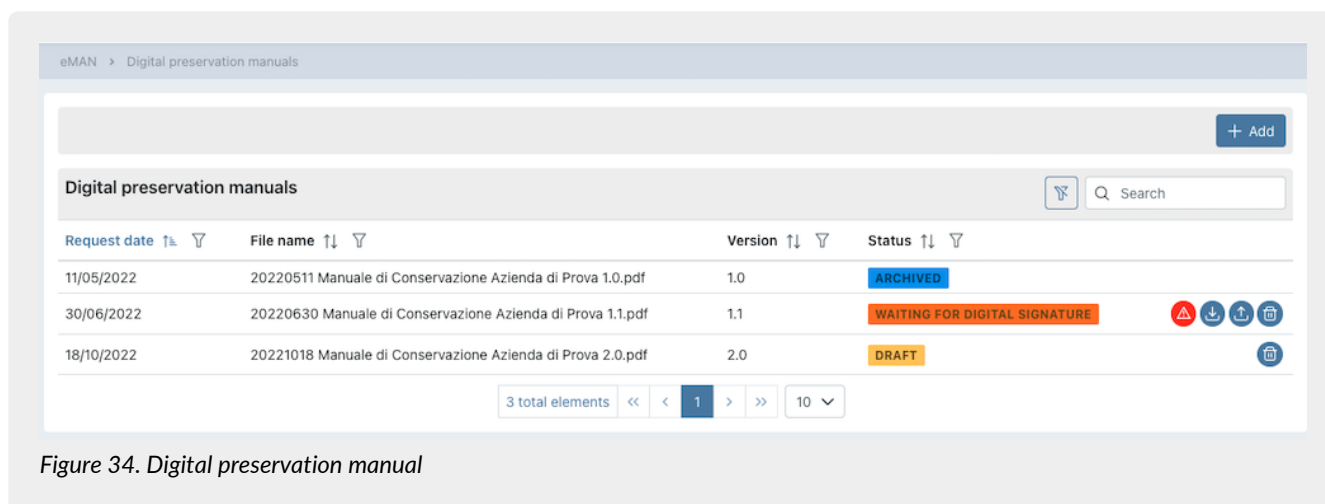 eMAN > Digital preservation manuals
+ Add
Digital preservation manuals
Search
Request date File name Version Status
11/05/2022 20220511 Manuale di Conservazione Azienda di Prova 1.0.pdf 1.0 ARCHIVED
30/06/2022 20220630 Manuale di Conservazione Azienda di Prova 1.1.pdf 1.1 WAITING FOR DIGITAL SIGNATURE
18/10/2022 20221018 Manuale di Conservazione Azienda di Prova 2.0.pdf 2.0 DRAFT
3 total elements << < 1 > >> 10
Figure 34. Digital preservation manual